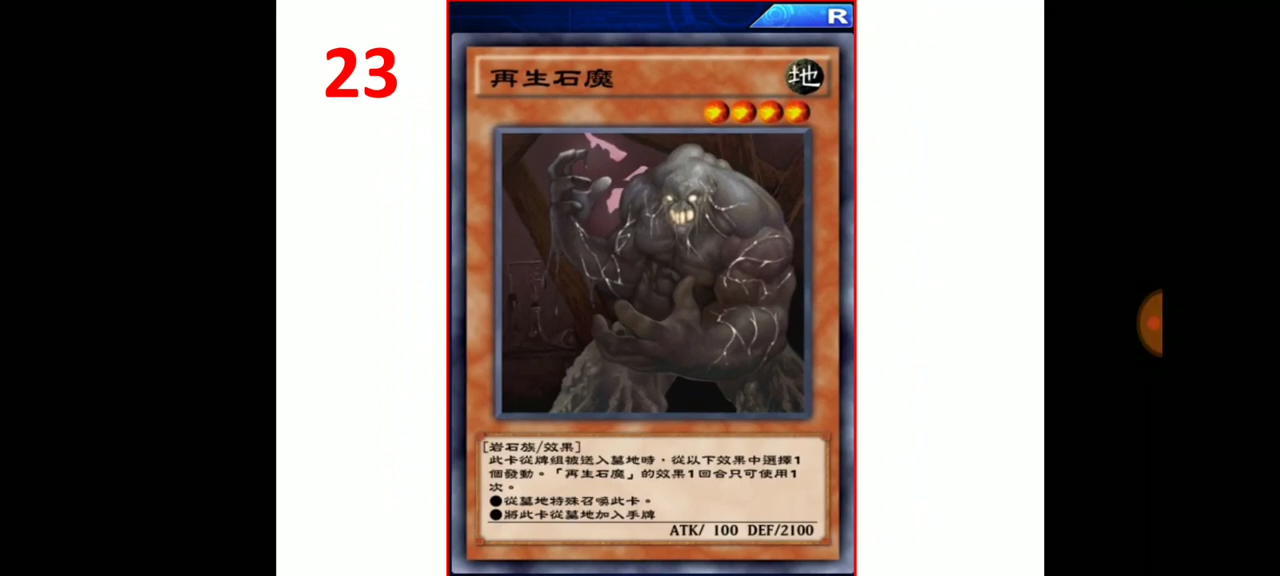 23
R
再生石魔
地
[岩石族/效果]
此卡從牌組被送入墓地時，從以下效果中選擇1
個發動。「再生石魔」的效果1回合只可使用1
次。
●從墓地特殊召喚此卡。
●將此卡從墓地加入手牌
ATK/ 100 DEF/2100